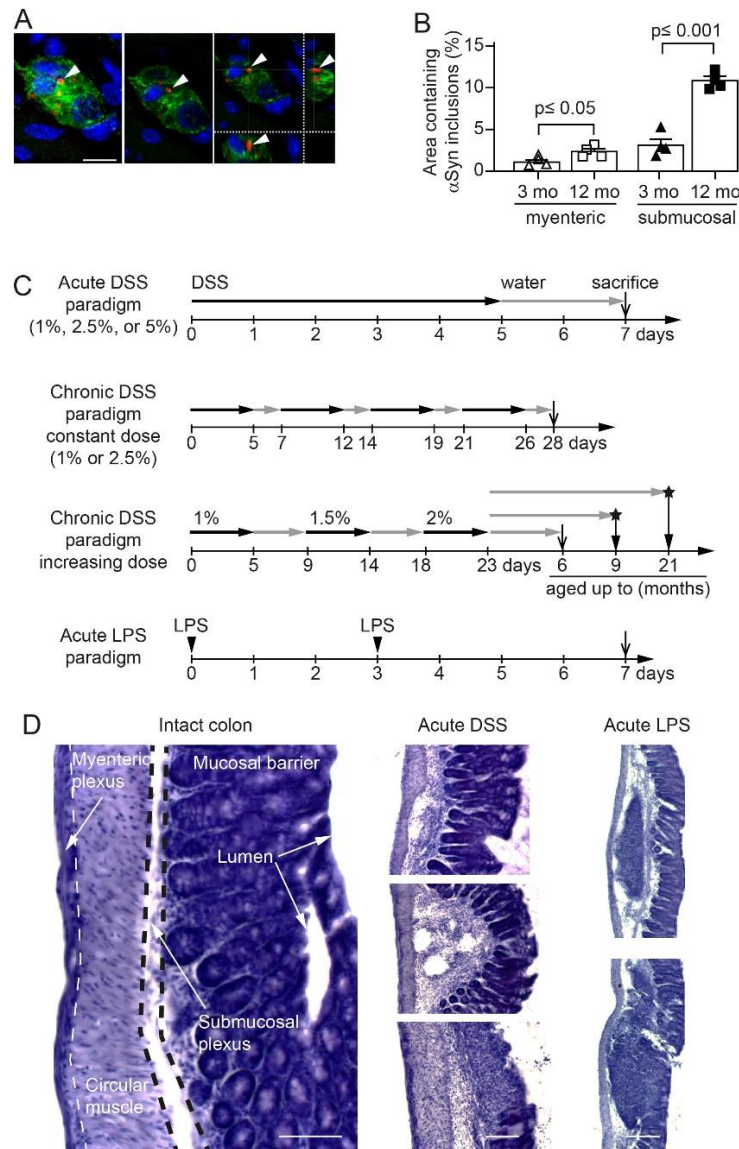 A
B
Area containing
αSyn inclusions (%)
15
10
5
0
p≤ 0.05
p≤ 0.001
3 mo 12 mo 3 mo 12 mo
myenteric submucosal
C
Acute DSS
paradigm
(1%, 2.5%, or 5%)
DSS water sacrifice
0 1 2 3 4 5 6 7 days
Chronic DSS
paradigm
constant dose
(1% or 2.5%)
0 5 7 12 14 19 21 26 28 days
Chronic DSS
paradigm
increasing dose
1% 1.5% 2%
0 5 9 14 18 23 days 6 9 21
aged up to (months)
Acute LPS
paradigm
LPS LPS
0 1 2 3 4 5 6 7 days
D
Intact colon Acute DSS Acute LPS
Myenteric
plexus
Mucosal barrier
Lumen
Submucosal
plexus
Circular
muscle